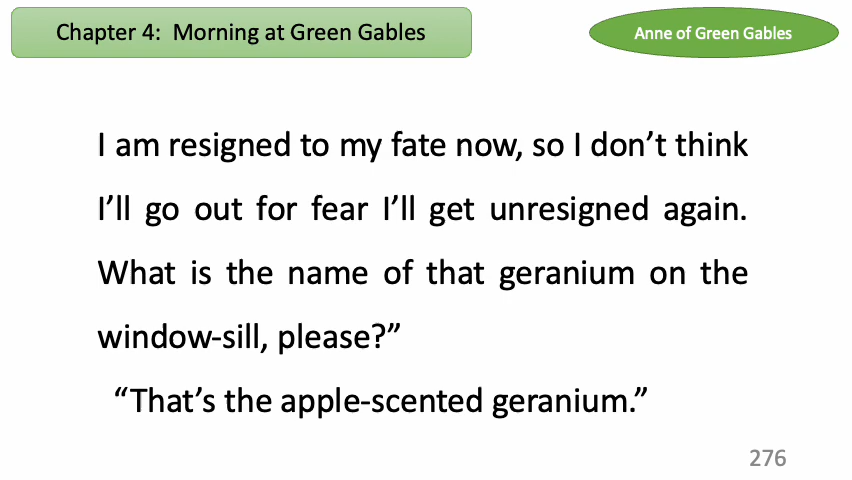 Chapter 4:  Morning at Green Gables
Anne of Green Gables
I am resigned to my fate now, so I don’t think
I’ll go out for fear I’ll get unresigned again.
What is the name of that geranium on the
window-sill, please?”
“That’s the apple-scented geranium.”
276